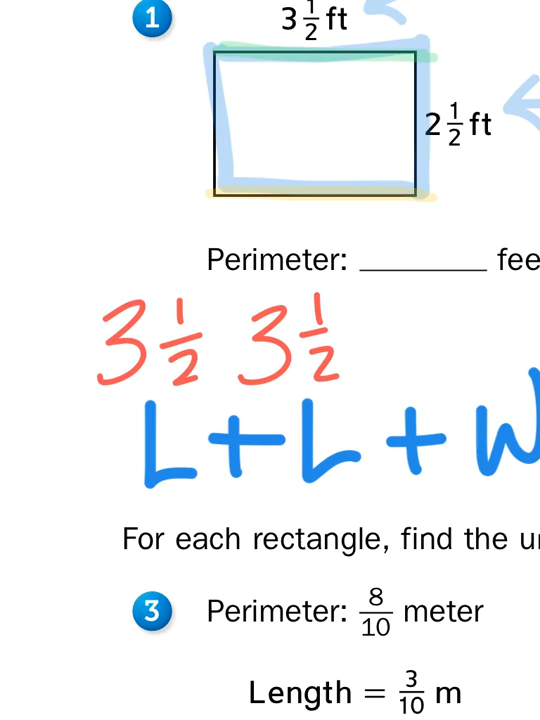 1
3 1/2 ft
2 1/2 ft
Perimeter: ________ fee
3 1/2 3 1/2
L + L + W
For each rectangle, find the u
3 Perimeter: 8/10 meter
Length = 3/10 m